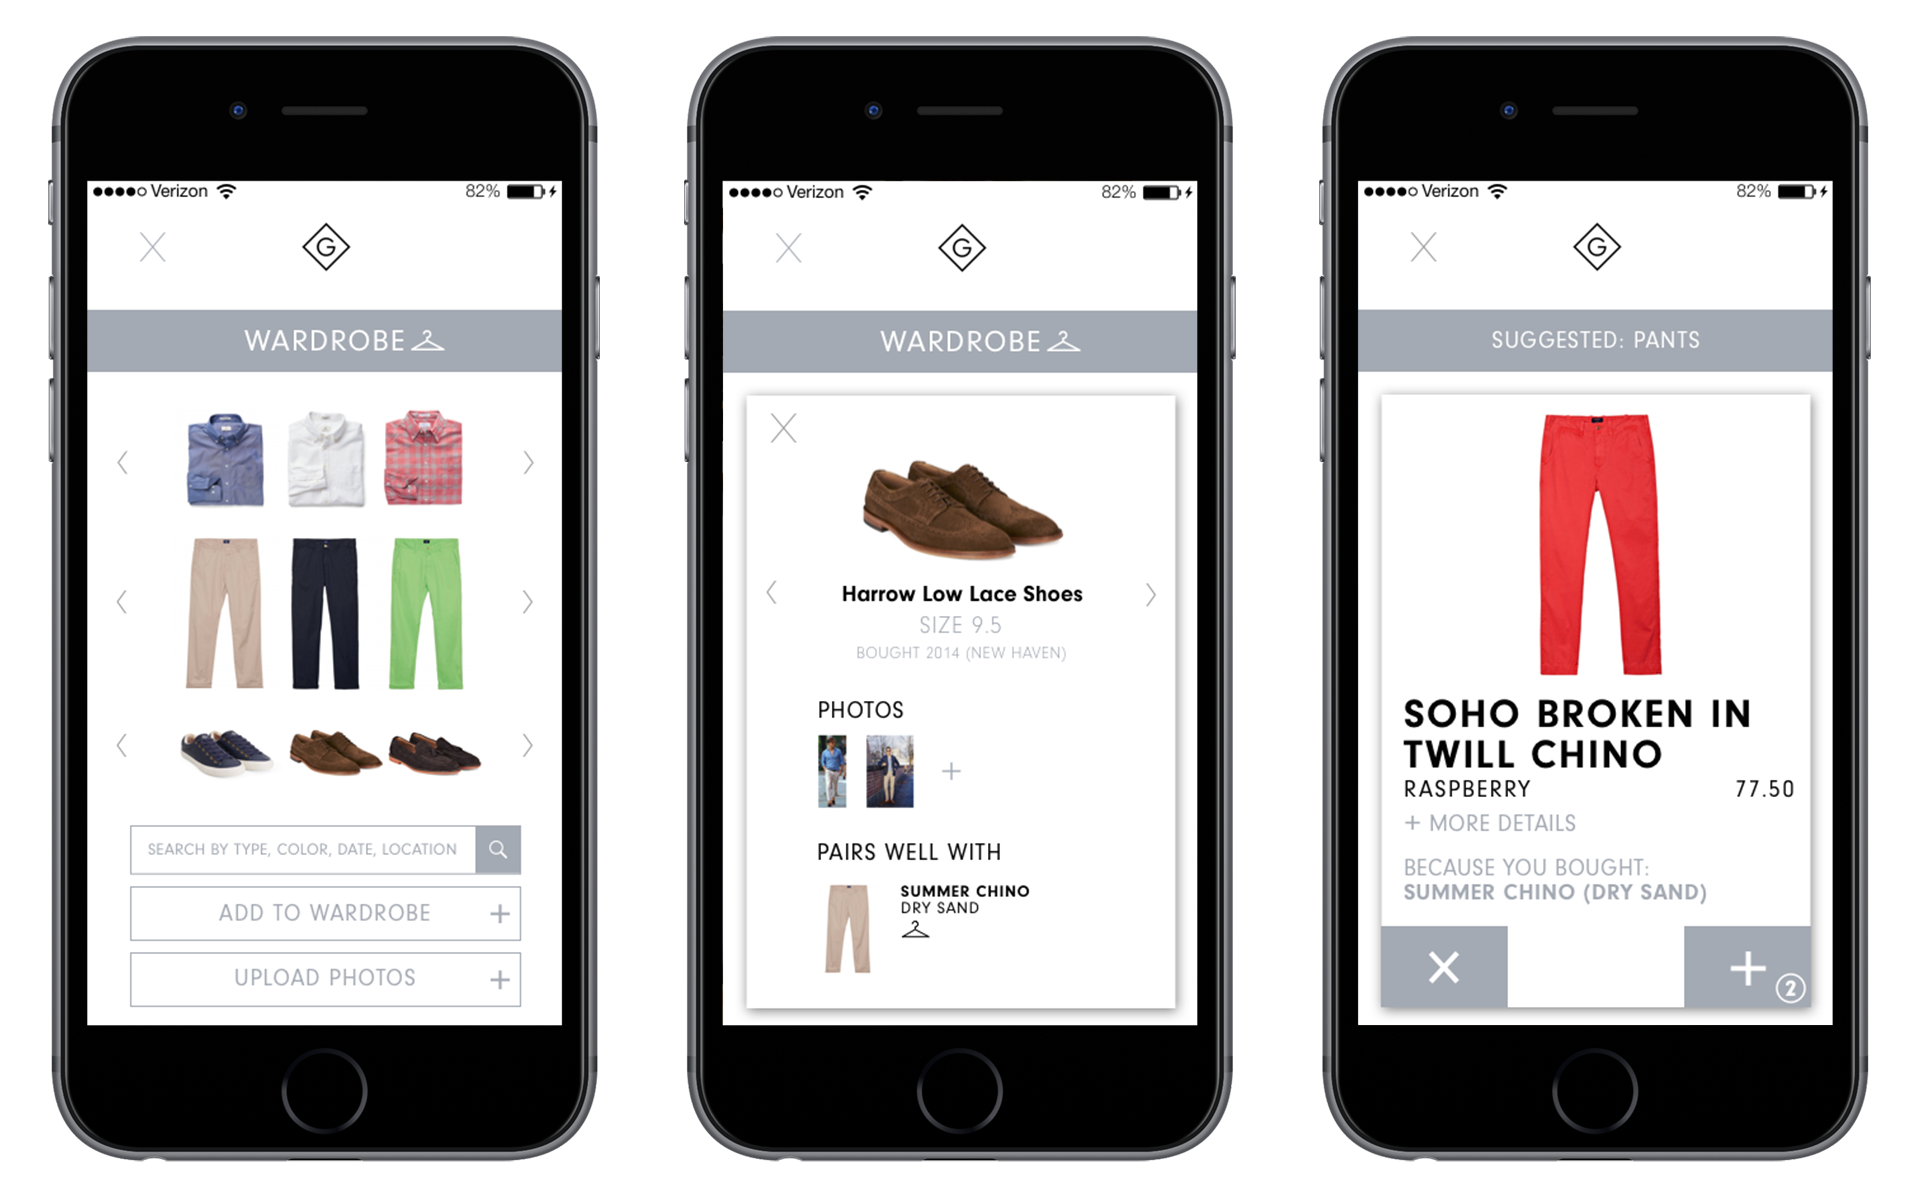 Verizon
82%
G
WARDROBE
SEARCH BY TYPE, COLOR, DATE, LOCATION
ADD TO WARDROBE +
UPLOAD PHOTOS +
Verizon
82%
G
WARDROBE
Harrow Low Lace Shoes
SIZE 9.5
BOUGHT 2014 (NEW HAVEN)
PHOTOS
+
PAIRS WELL WITH
SUMMER CHINO
DRY SAND
Verizon
82%
G
SUGGESTED: PANTS
SOHO BROKEN IN
TWILL CHINO
RASPBERRY 77.50
+ MORE DETAILS
BECAUSE YOU BOUGHT:
SUMMER CHINO (DRY SAND)
+ 2